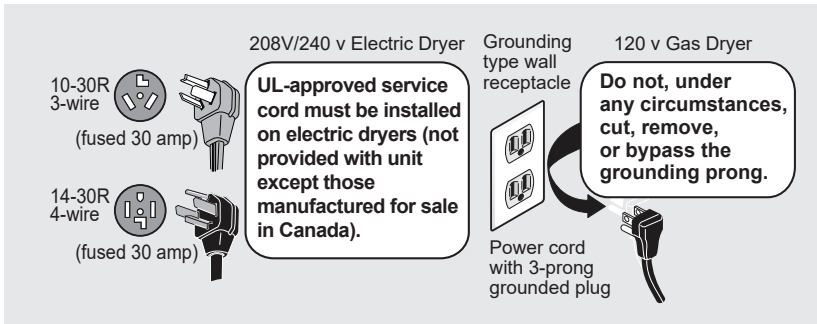 208V/240 v Electric Dryer
10-30R
3-wire
(fused 30 amp)
14-30R
4-wire
(fused 30 amp)
UL-approved service
cord must be installed
on electric dryers (not
provided with unit
except those
manufactured for sale
in Canada).
Grounding
type wall
receptacle
Power cord
with 3-prong
grounded plug
120 v Gas Dryer
Do not, under
any circumstances,
cut, remove,
or bypass the
grounding prong.